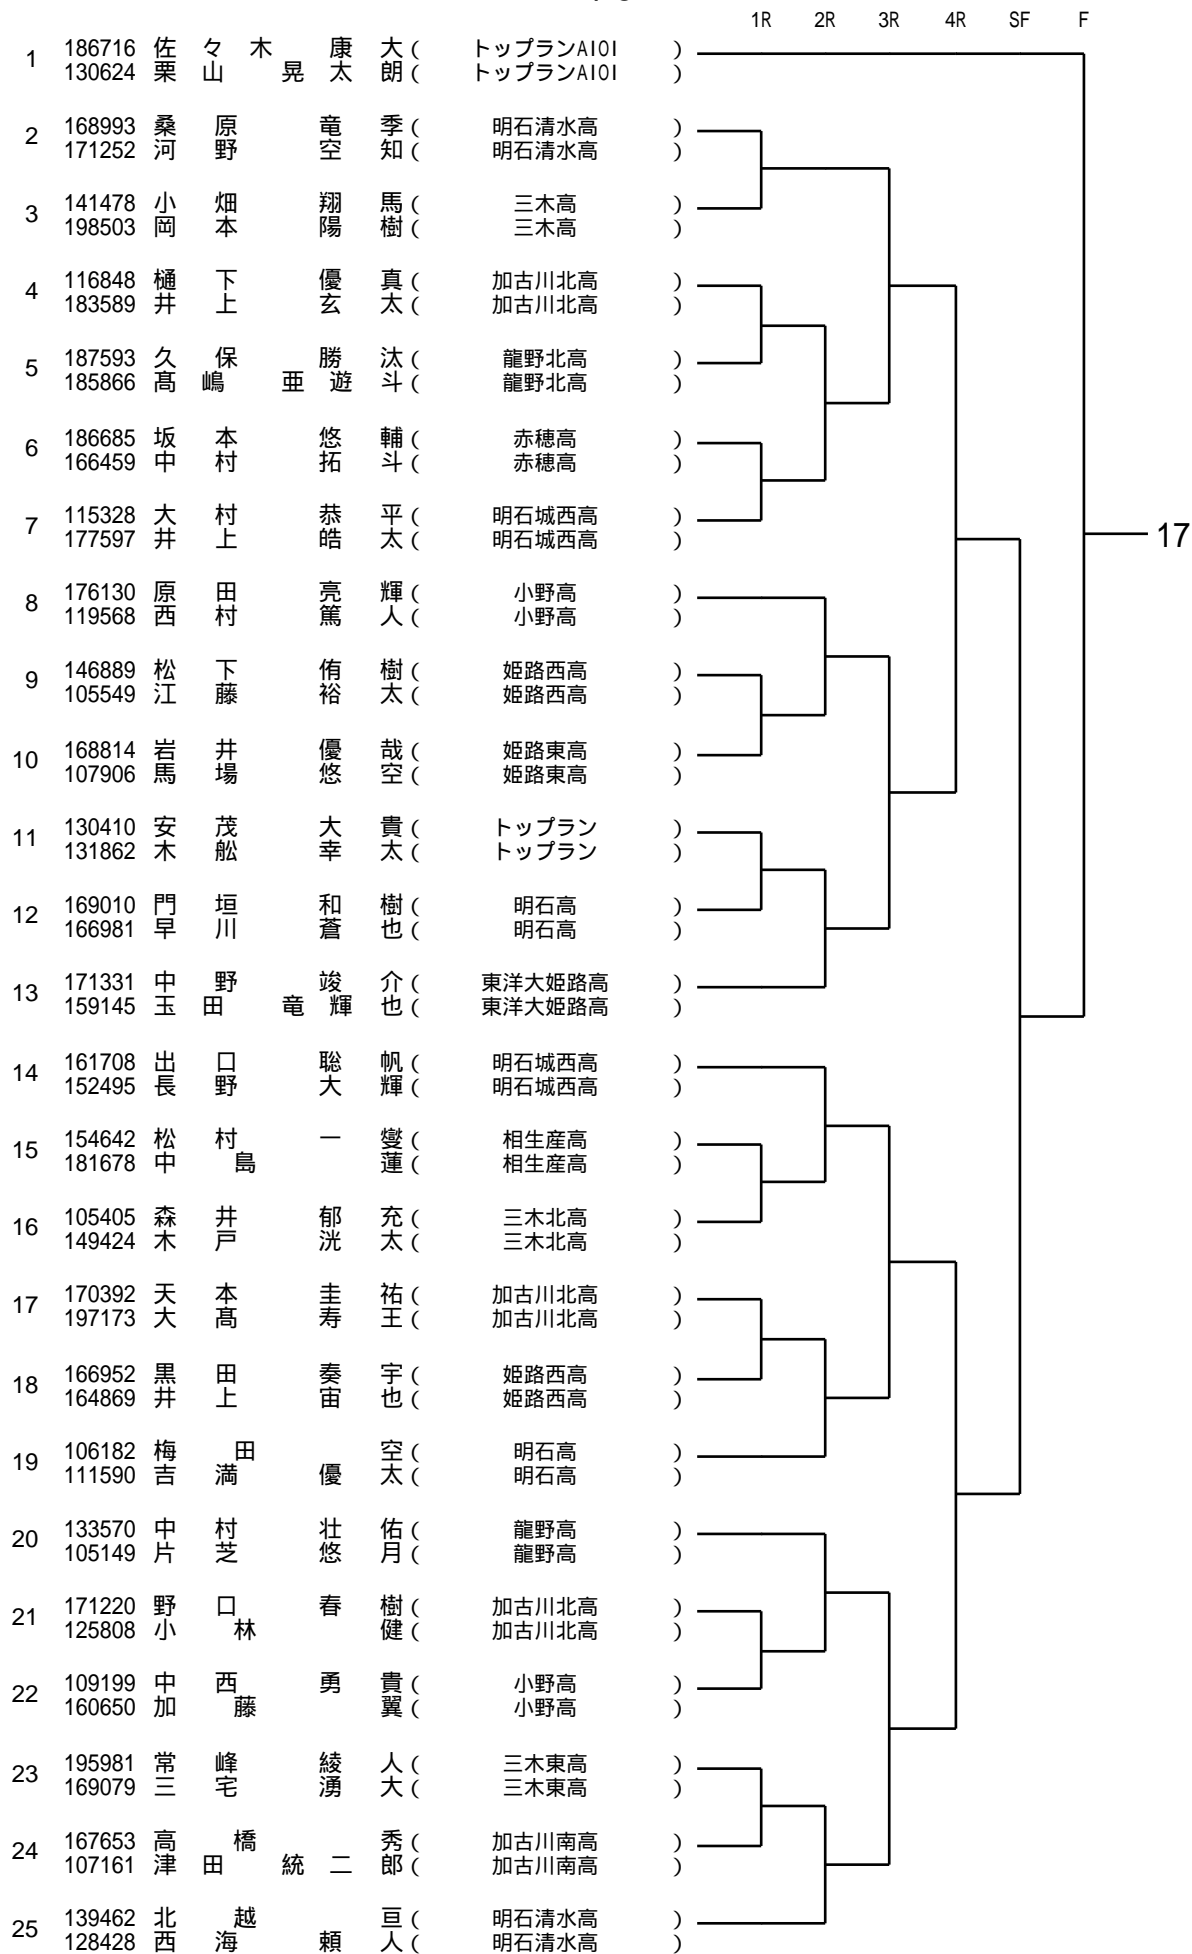 1R 2R 3R 4R SF F
1 186716 佐々木 康大 ( トップランAIOI )
130624 栗山 晃太朗 ( トップランAIOI )
2 168993 桑原 竜季 ( 明石清水高 )
171252 河野 空知 ( 明石清水高 )
3 141478 小畑 翔馬 ( 三木高 )
198503 岡本 陽樹 ( 三木高 )
4 116848 樋下 優真 ( 加古川北高 )
183589 井上 玄太 ( 加古川北高 )
5 187593 久保 勝汰 ( 龍野北高 )
185866 髙嶋 亜遊斗 ( 龍野北高 )
6 186685 坂本 悠輔 ( 赤穂高 )
166459 中村 拓斗 ( 赤穂高 )
7 115328 大村 恭平 ( 明石城西高 )
177597 井上 皓太 ( 明石城西高 )
17
8 176130 原田 亮輝 ( 小野高 )
119568 西村 篤人 ( 小野高 )
9 146889 松下 侑樹 ( 姫路西高 )
105549 江藤 裕太 ( 姫路西高 )
10 168814 岩井 優哉 ( 姫路東高 )
107906 馬場 悠空 ( 姫路東高 )
11 130410 安茂 大貴 ( トップラン )
131862 木舩 幸太 ( トップラン )
12 169010 門垣 和樹 ( 明石高 )
166981 早川 蒼也 ( 明石高 )
13 171331 中野 竣介 ( 東洋大姫路高 )
159145 玉田 竜輝也 ( 東洋大姫路高 )
14 161708 出口 聡帆 ( 明石城西高 )
152495 長野 大輝 ( 明石城西高 )
15 154642 松村 一燮 ( 相生産高 )
181678 中島 蓮 ( 相生産高 )
16 105405 森井 郁充 ( 三木北高 )
149424 木戸 洸太 ( 三木北高 )
17 170392 天本 圭祐 ( 加古川北高 )
197173 大髙 寿王 ( 加古川北高 )
18 166952 黒田 奏宇 ( 姫路西高 )
164869 井上 宙也 ( 姫路西高 )
19 106182 梅田 空 ( 明石高 )
111590 吉満 優太 ( 明石高 )
20 133570 中村 壮佑 ( 龍野高 )
105149 片芝 悠月 ( 龍野高 )
21 171220 野口 春樹 ( 加古川北高 )
125808 小林 健 ( 加古川北高 )
22 109199 中西 勇貴 ( 小野高 )
160650 加藤 翼 ( 小野高 )
23 195981 常峰 綾人 ( 三木東高 )
169079 三宅 湧大 ( 三木東高 )
24 167653 高橋 秀 ( 加古川南高 )
107161 津田 統二郎 ( 加古川南高 )
25 139462 北越 亘 ( 明石清水高 )
128428 西海 頼人 ( 明石清水高 )